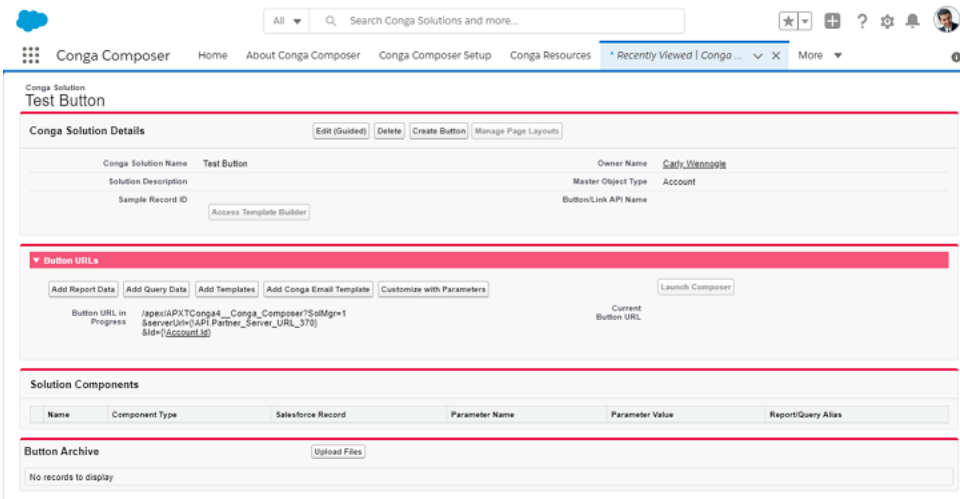 All Search Conga Solutions and more...
Conga Composer Home About Conga Composer Conga Composer Setup Conga Resources * Recently Viewed | Conga ... More
Conga Solution
Test Button
Conga Solution Details Edit (Guided) Delete Create Button Manage Page Layouts
Conga Solution Name Test Button Owner Name Carly Wennogle
Solution Description Master Object Type Account
Sample Record ID Access Template Builder Button/Link API Name
Button URLs
Add Report Data Add Query Data Add Templates Add Conga Email Template Customize with Parameters Launch Composer
Button URL in Progress /apex/APXTConga4__Conga_Composer?SolMgr=1 Current Button URL
&serverUrl={!API.Partner_Server_URL_370}
&Id={!Account.Id}
Solution Components
Name Component Type Salesforce Record Parameter Name Parameter Value Report/Query Alias
Button Archive Upload Files
No records to display